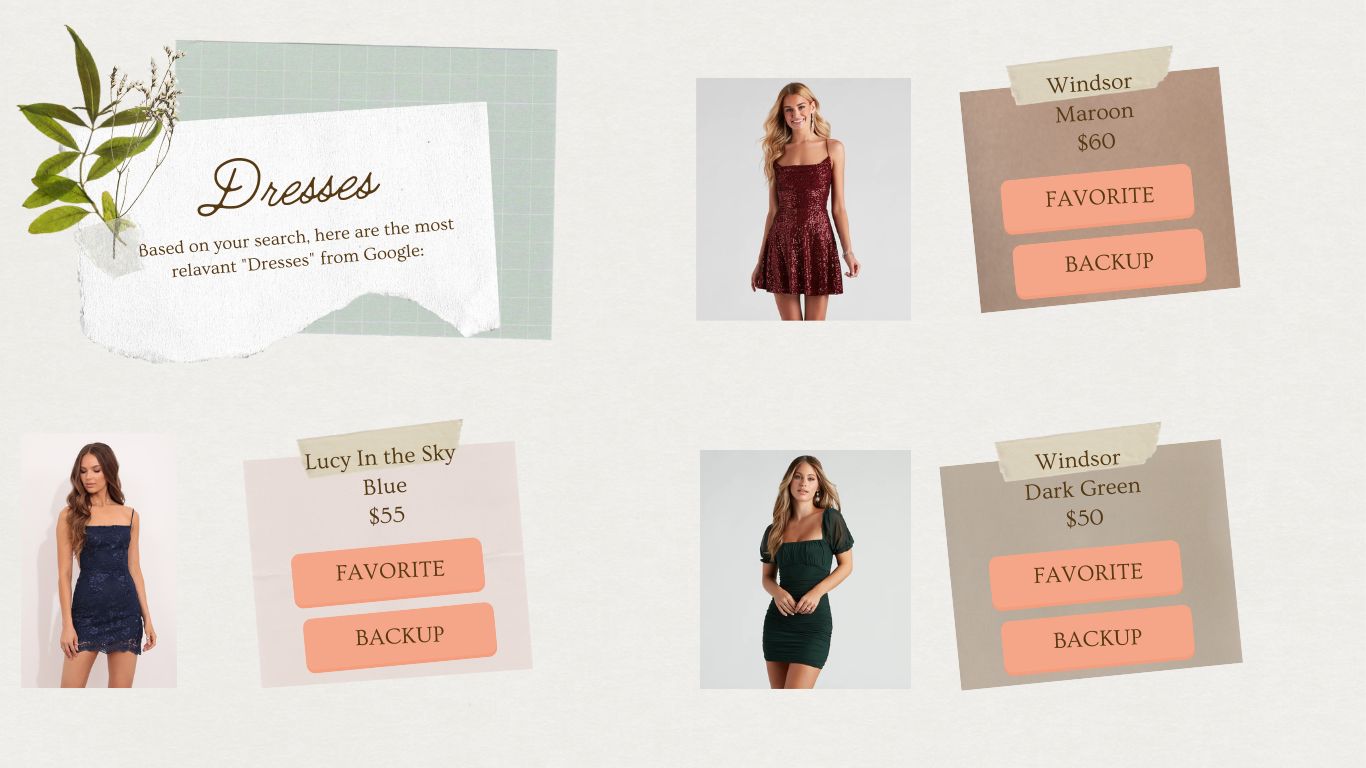 Dresses
Based on your search, here are the most
relavant "Dresses" from Google:
Windsor
Maroon
$60
FAVORITE
BACKUP
Lucy In the Sky
Blue
$55
FAVORITE
BACKUP
Windsor
Dark Green
$50
FAVORITE
BACKUP